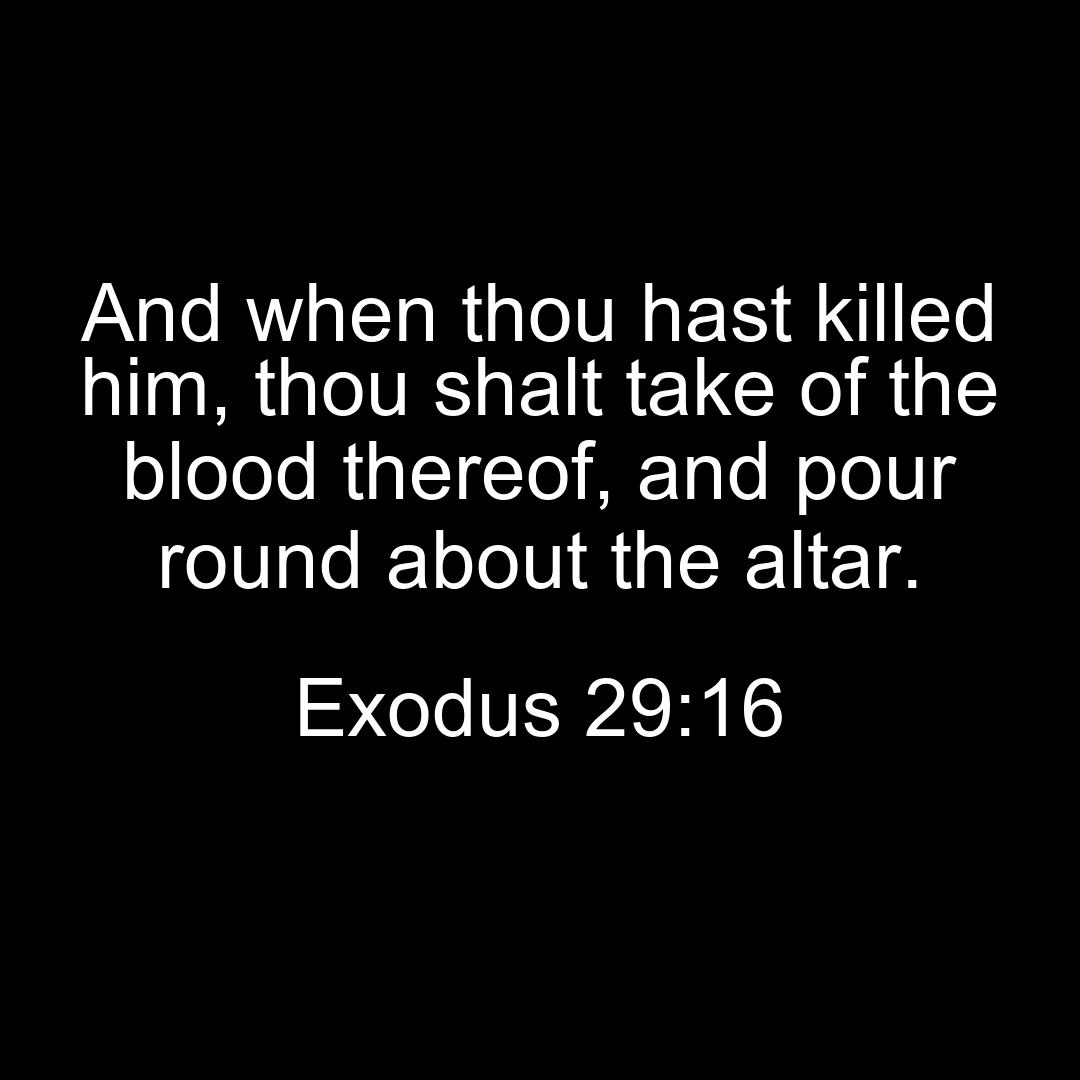 And when thou hast killed
him, thou shalt take of the
blood thereof, and pour
round about the altar.
Exodus 29:16